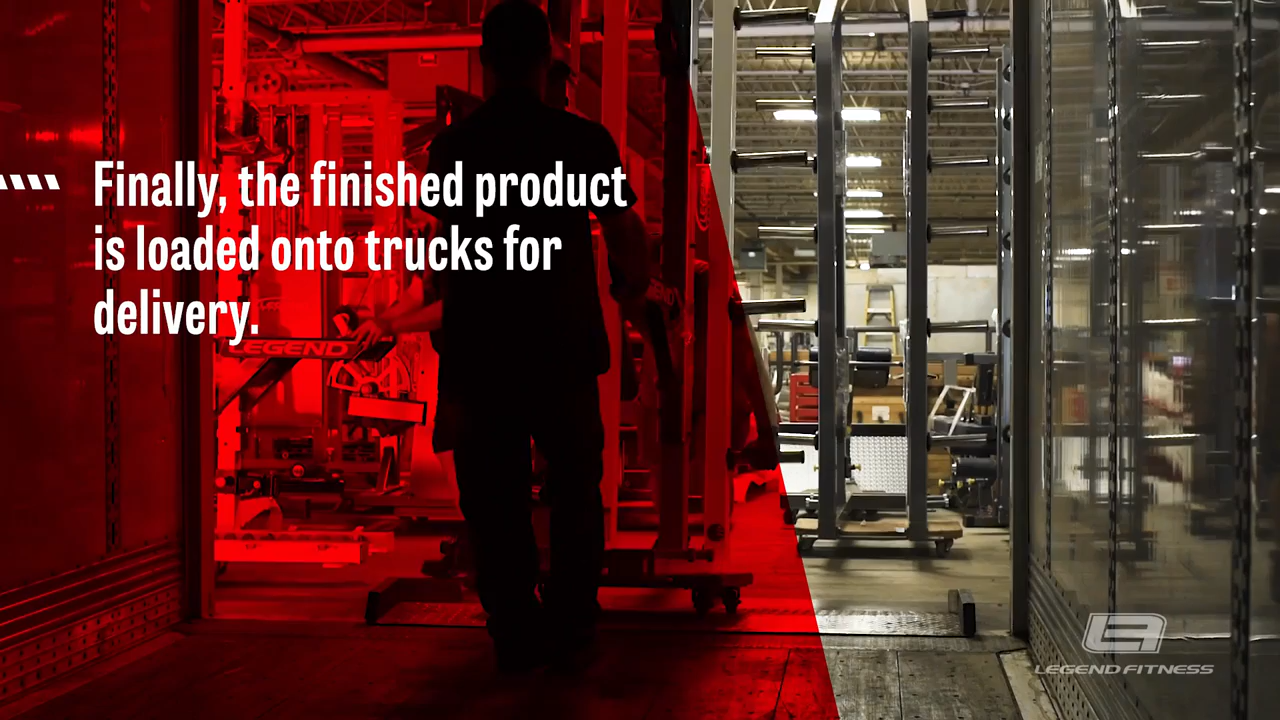 Finally, the finished product
is loaded onto trucks for
delivery.
LEGEND
LEGEND FITNESS